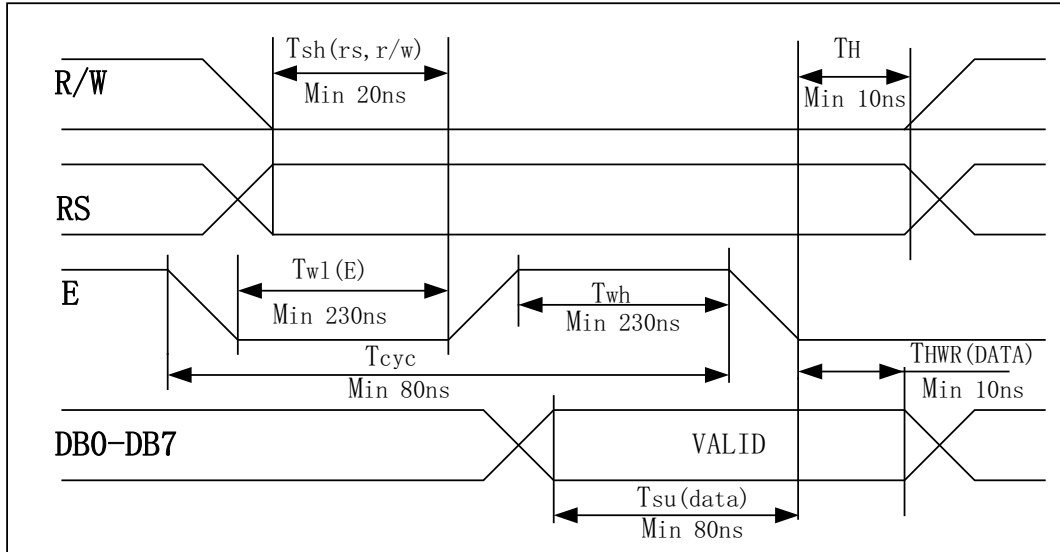 Tsh(rs,r/w)
TH
R/W
Min 20ns
Min 10ns
RS
Twl(E)
E
Twh
Min 230ns
Min 230ns
Tcyc
THWR(DATA)
Min 80ns
Min 10ns
DB0-DB7
VALID
Tsu(data)
Min 80ns